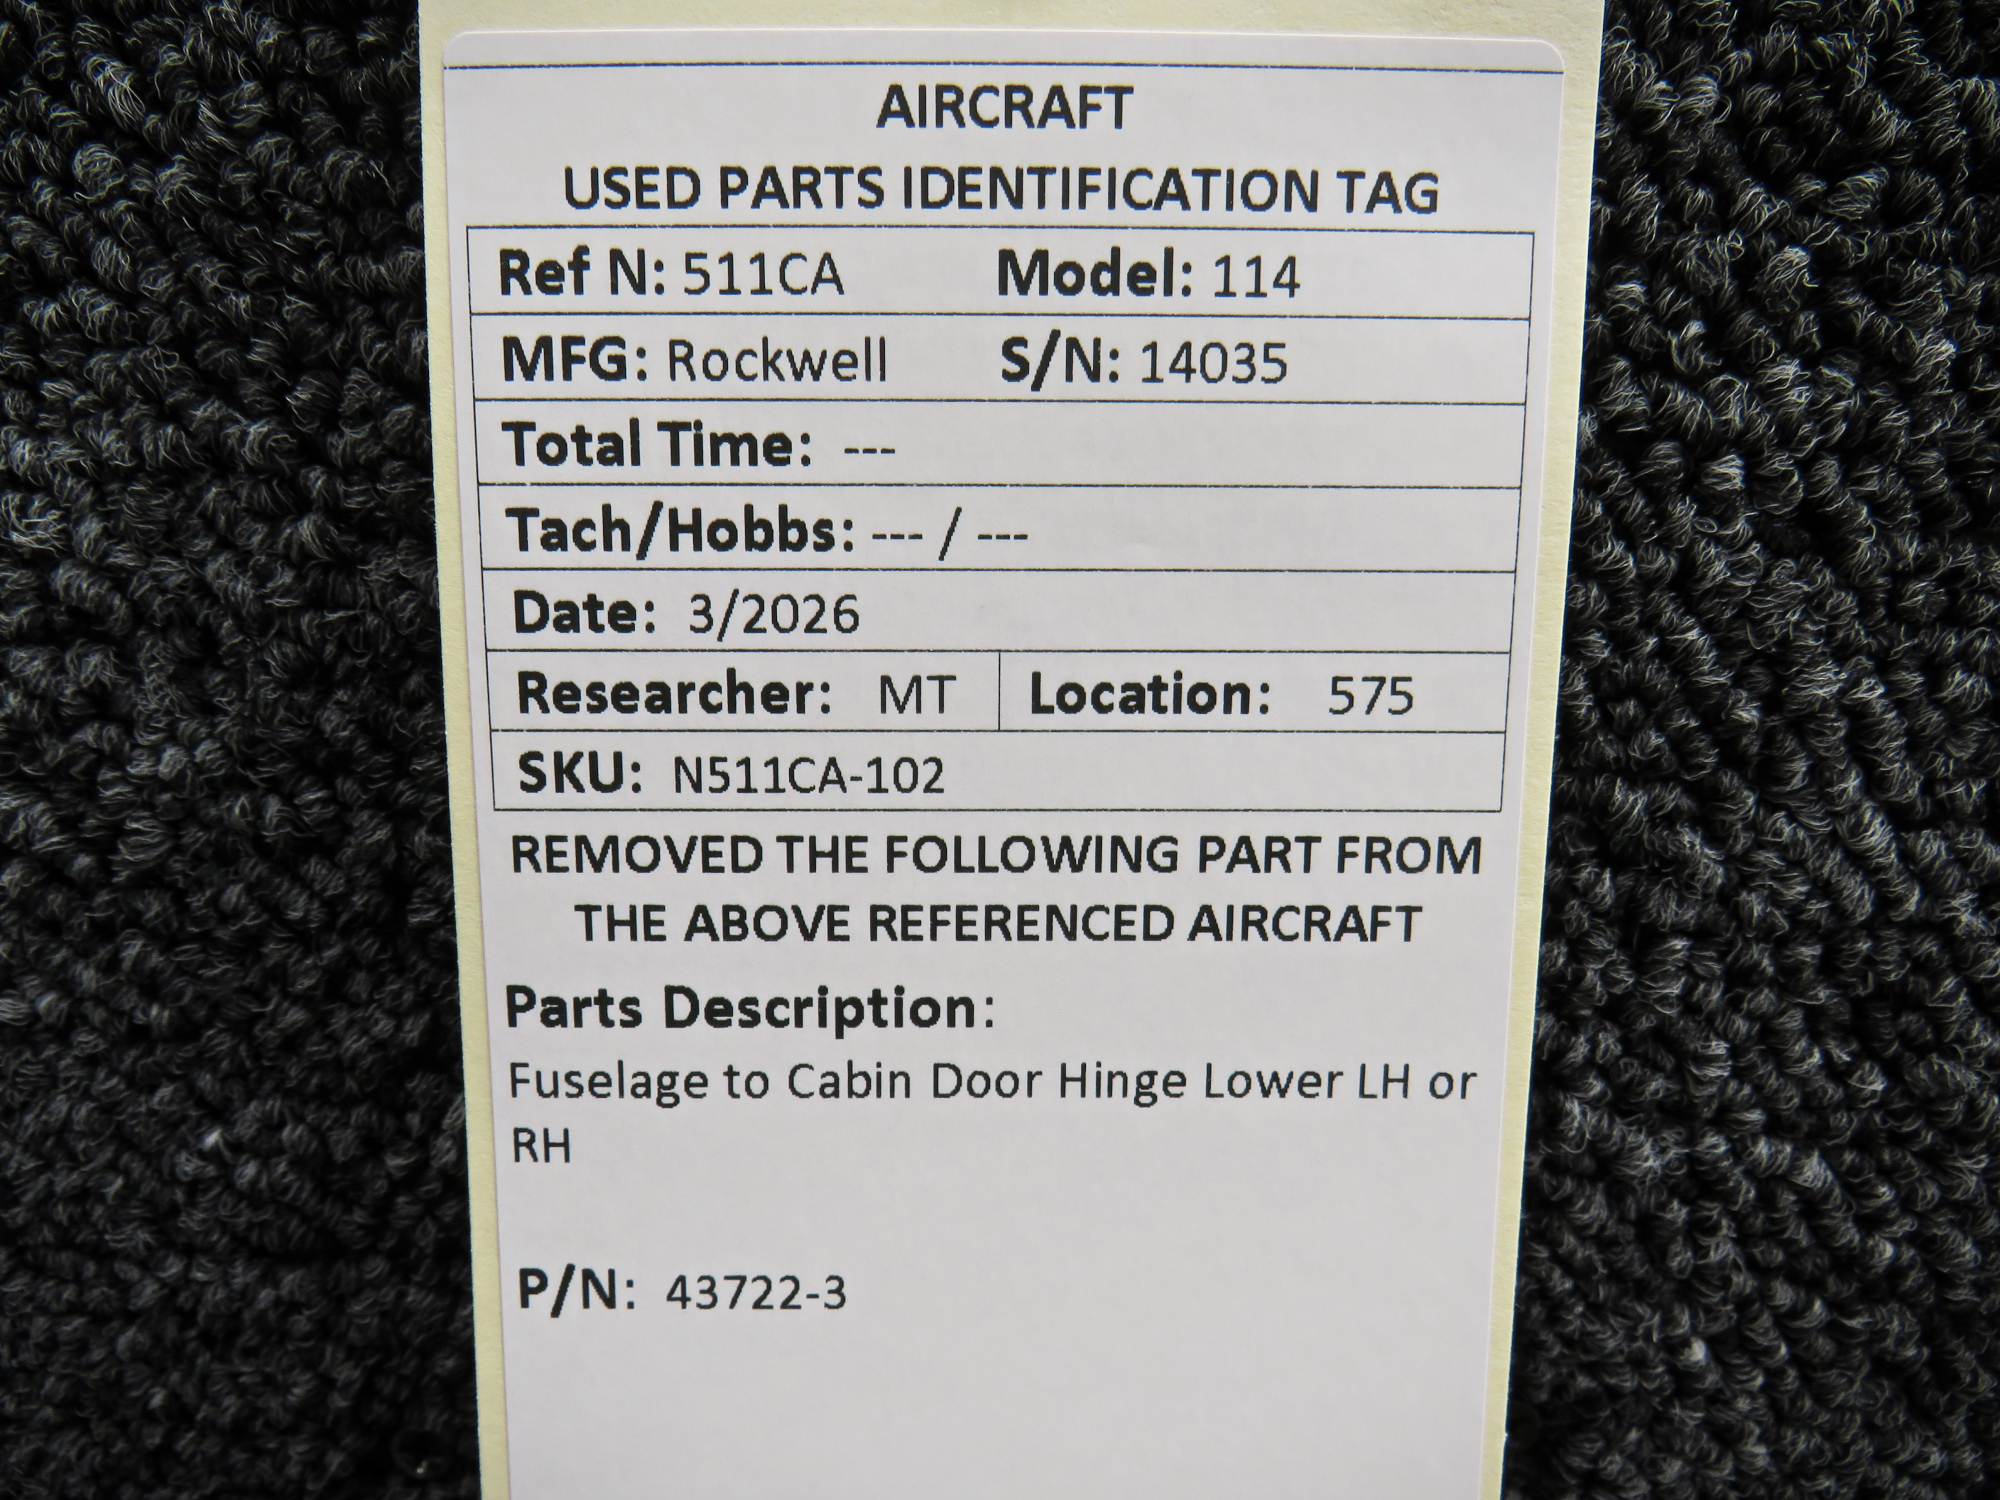 AIRCRAFT
USED PARTS IDENTIFICATION TAG
Ref N: 511CA Model: 114
MFG: Rockwell S/N: 14035
Total Time: ---
Tach/Hobbs: --- / ---
Date: 3/2026
Researcher: MT Location: 575
SKU: N511CA-102
REMOVED THE FOLLOWING PART FROM
THE ABOVE REFERENCED AIRCRAFT
Parts Description:
Fuselage to Cabin Door Hinge Lower LH or
RH
P/N: 43722-3